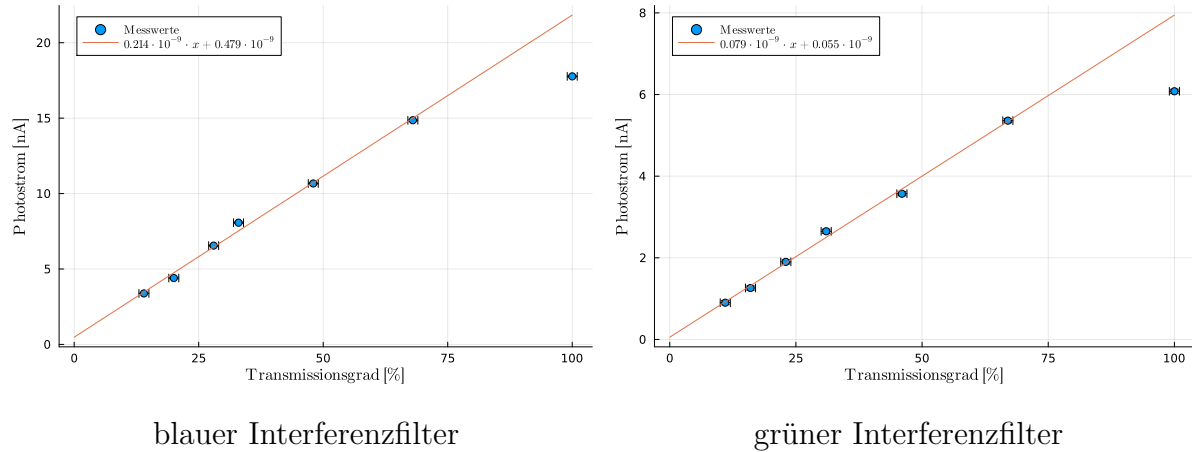 Messwerte
0.214 · 10⁻⁹ · x + 0.479 · 10⁻⁹
20
15
10
5
0
Photostrom [nA]
0
25
50
75
100
Transmissionsgrad [%]
blauer Interferenzfilter
Messwerte
0.079 · 10⁻⁹ · x + 0.055 · 10⁻⁹
8
6
4
2
0
Photostrom [nA]
0
25
50
75
100
Transmissionsgrad [%]
grüner Interferenzfilter